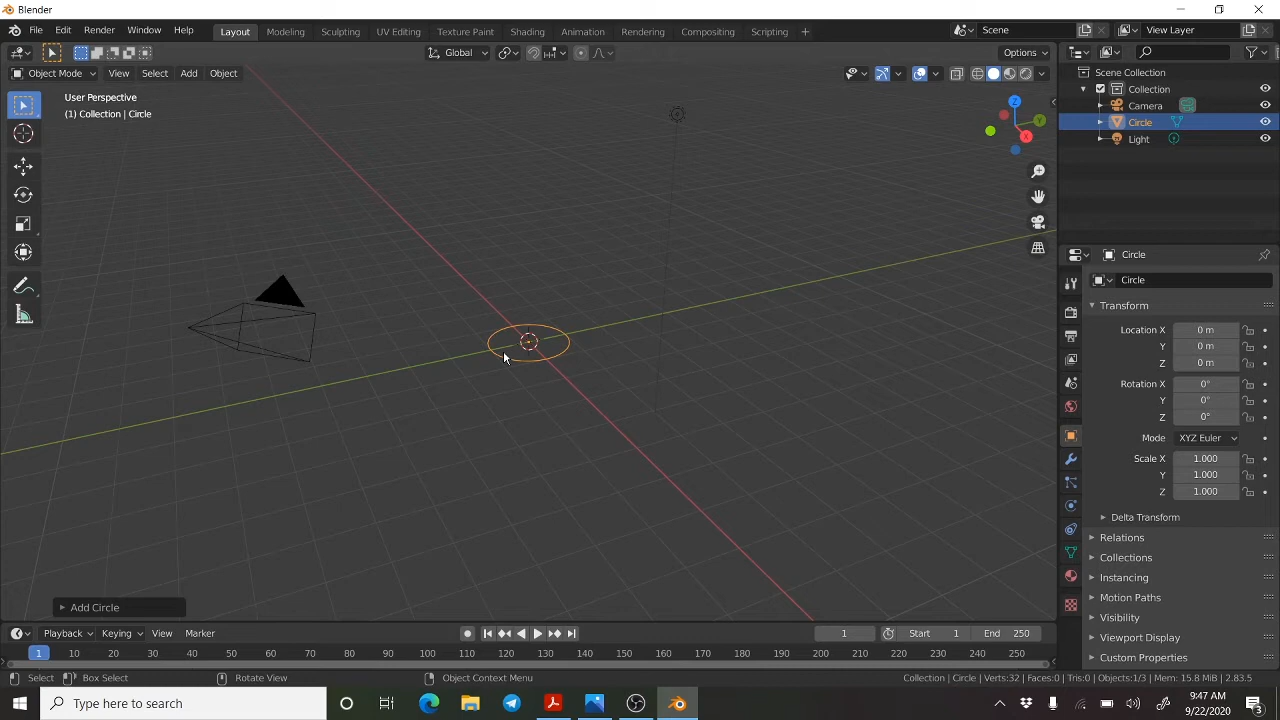 Blender
File Edit Render Window Help
Layout Modeling Sculpting UV Editing Texture Paint Shading Animation Rendering Compositing Scripting +
Scene
View Layer
Global
Options
Object Mode View Select Add Object
User Perspective
(1) Collection | Circle
Z
Y
X
Scene Collection
Collection
Camera
Circle
Light
Circle
Circle
Transform
Location X 0 m
Y 0 m
Z 0 m
Rotation X 0°
Y 0°
Z 0°
Mode XYZ Euler
Scale X 1.000
Y 1.000
Z 1.000
Delta Transform
Relations
Collections
Instancing
Motion Paths
Visibility
Viewport Display
Custom Properties
Add Circle
Playback Keying View Marker
1
Start 1
End 250
1 10 20 30 40 50 60 70 80 90 100 110 120 130 140 150 160 170 180 190 200 210 220 230 240 250
Select Box Select Rotate View Object Context Menu
Collection | Circle | Verts:32 | Faces:0 | Tris:0 | Objects:1/3 | Mem: 15.8 MiB | 2.83.5
Type here to search
9:47 AM
9/22/2020
3